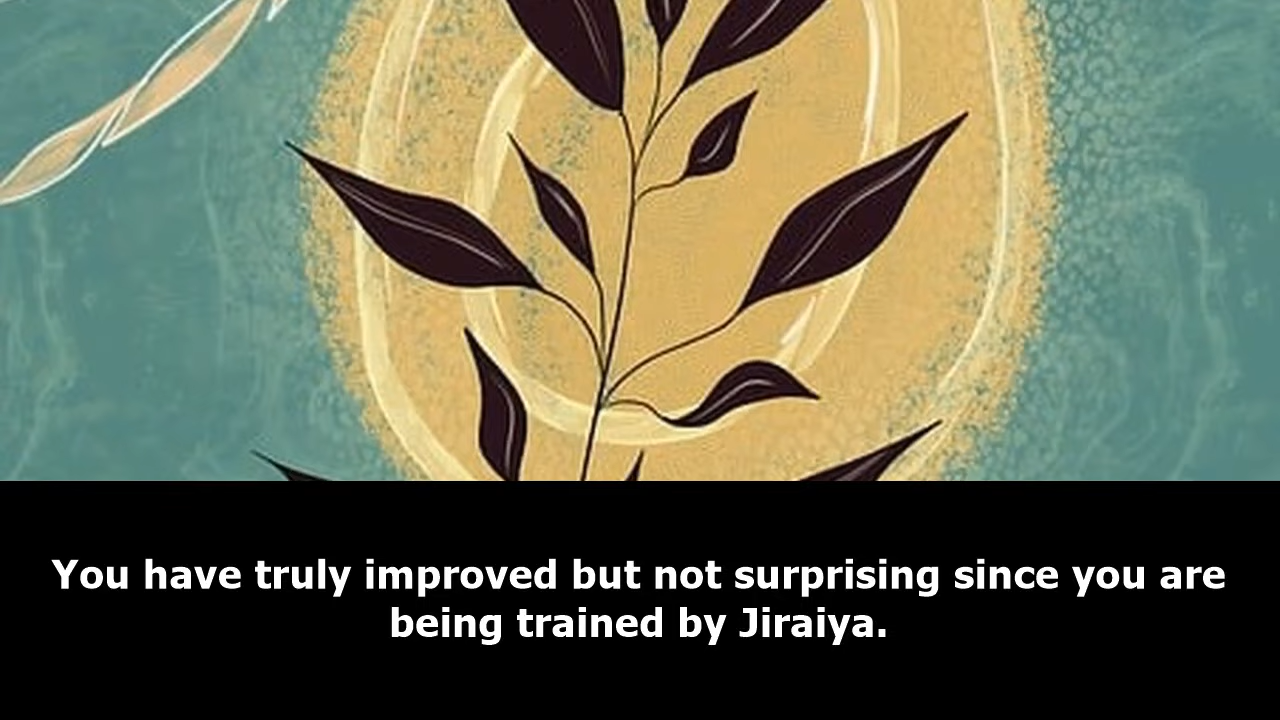 You have truly improved but not surprising since you are
being trained by Jiraiya.